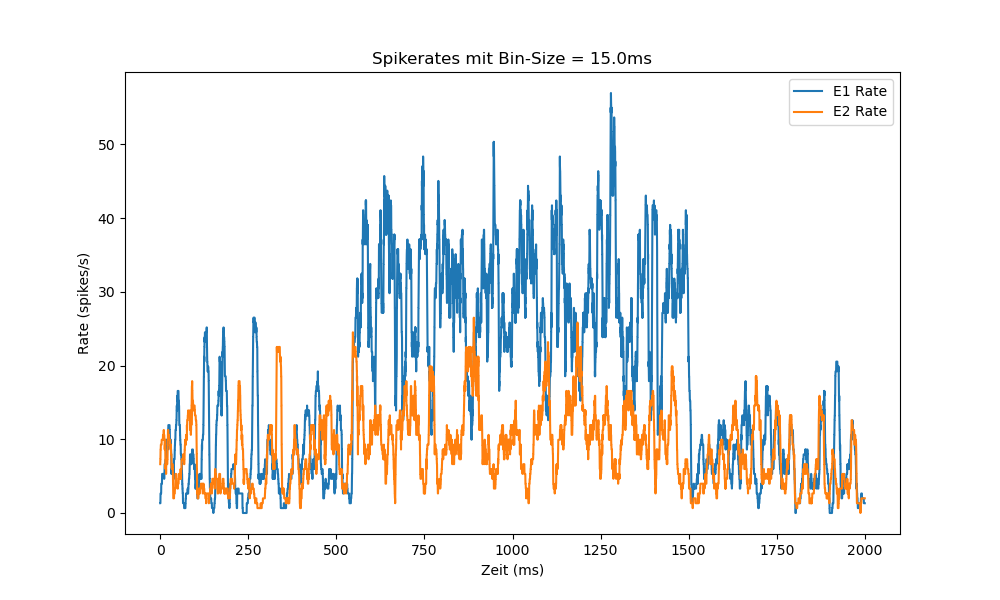 Spikerates mit Bin-Size = 15.0ms
E1 Rate
E2 Rate
Rate (spikes/s)
50
40
30
20
10
0
0 250 500 750 1000 1250 1500 1750 2000
Zeit (ms)